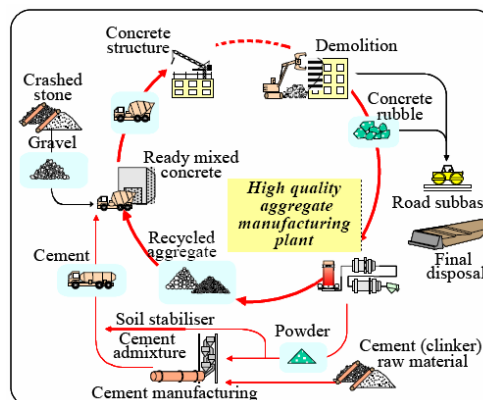 Concrete
structure
Demolition
Crashed
stone
Gravel
Concrete
rubble
Ready mixed
concrete
High quality
aggregate
manufacturing
plant
Road subbas
Final
disposal
Recycled
aggregate
Cement
Soil stabiliser
Cement
admixture
Powder
Cement (clinker)
raw material
Cement manufacturing